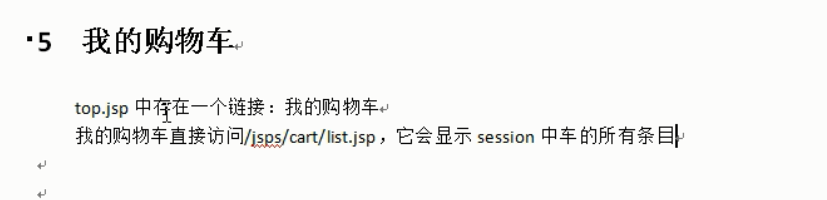 5 我的购物车
top.jsp 中存在一个链接：我的购物车
我的购物车直接访问/jsps/cart/list.jsp，它会显示 session 中车的所有条目